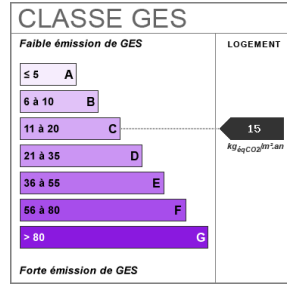 CLASSE GES
Faible émission de GES
LOGEMENT
≤ 5 A
6 à 10 B
11 à 20 C
15
kgéqCO2/m².an
21 à 35 D
36 à 55 E
56 à 80 F
> 80 G
Forte émission de GES